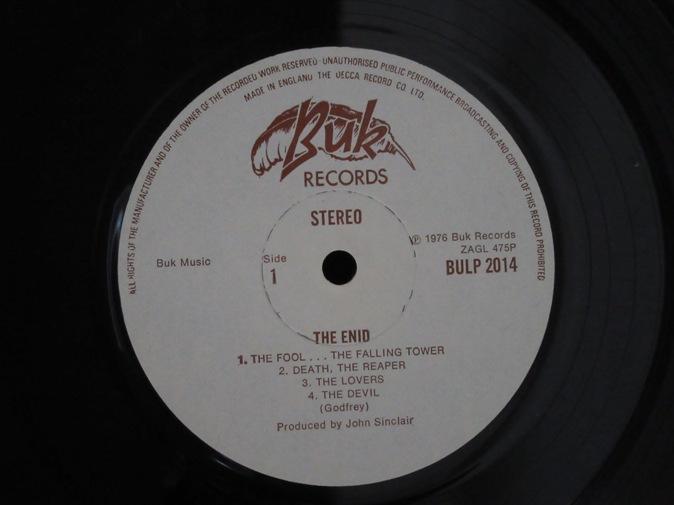 ALL RIGHTS OF THE MANUFACTURER AND OF THE OWNER OF THE RECORDED WORK RESERVED · UNAUTHORISED PUBLIC PERFORMANCE BROADCASTING AND COPYING OF THIS RECORD PROHIBITED
MADE IN ENGLAND THE DECCA RECORD CO. LTD.
Buk
RECORDS
STEREO
℗ 1976 Buk Records
ZAGL 475P
BULP 2014
Buk Music
Side
1
THE ENID
1. THE FOOL . . . THE FALLING TOWER
2. DEATH, THE REAPER
3. THE LOVERS
4. THE DEVIL
(Godfrey)
Produced by John Sinclair